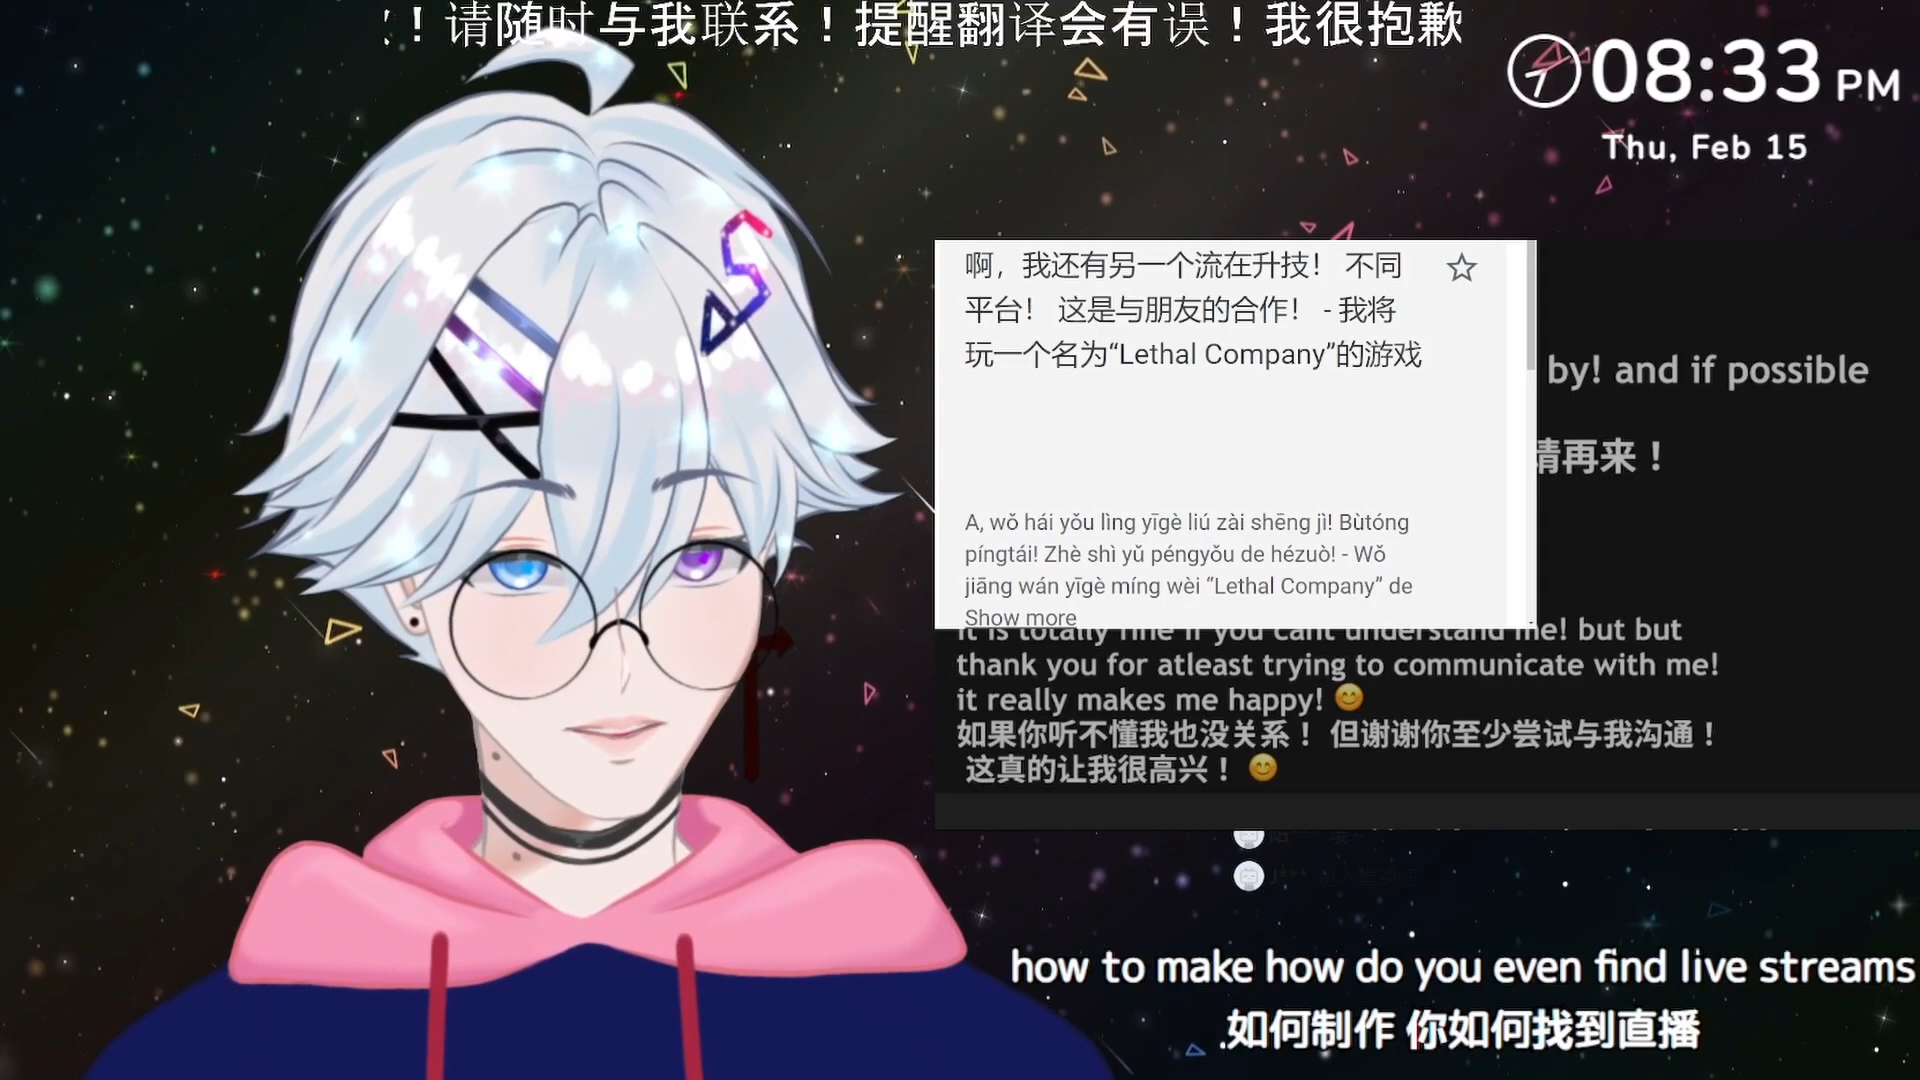 ！请随时与我联系！提醒翻译会有误！我很抱歉
08:33 PM
Thu, Feb 15
啊，我还有另一个流在升技！ 不同
平台！ 这是与朋友的合作！ - 我将
玩一个名为“Lethal Company”的游戏
by! and if possible
请再来！
A, wǒ hái yǒu lìng yīgè liú zài shēng jì! Bùtóng
píngtái! Zhè shì yǔ péngyǒu de hézuò! - Wǒ
jiāng wán yīgè míng wèi “Lethal Company” de
Show more
it is totally fine if you cant understand me! but but
thank you for atleast trying to communicate with me!
it really makes me happy! 😊
如果你听不懂我也没关系！ 但谢谢你至少尝试与我沟通！
这真的让我很高兴！ 😊
how to make how do you even find live streams
.如何制作 你如何找到直播